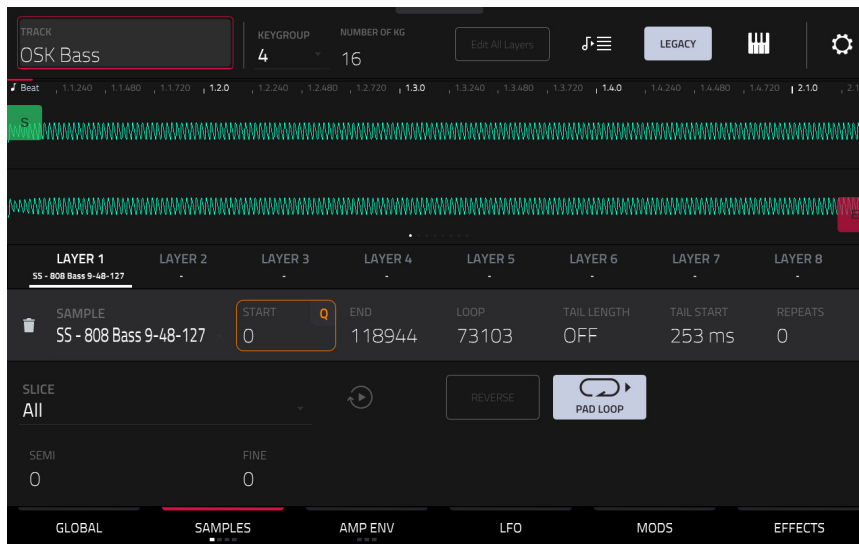 TRACK
OSK Bass
KEYGROUP
4
NUMBER OF KG
16
Edit All Layers
LEGACY
Beat 1.1.240 1.1.480 1.1.720 1.2.0 1.2.240 1.2.480 1.2.720 1.3.0 1.3.240 1.3.480 1.3.720 1.4.0 1.4.240 1.4.480 1.4.720 2.1.0
S
LAYER 1 LAYER 2 LAYER 3 LAYER 4 LAYER 5 LAYER 6 LAYER 7 LAYER 8
SS - 808 Bass 9-48-127 - - - - - - -
SAMPLE START Q END LOOP TAIL LENGTH TAIL START REPEATS
SS - 808 Bass 9-48-127 0 118944 73103 OFF 253 ms 0
SLICE
All
REVERSE
PAD LOOP
SEMI FINE
0 0
GLOBAL SAMPLES AMP ENV LFO MODS EFFECTS